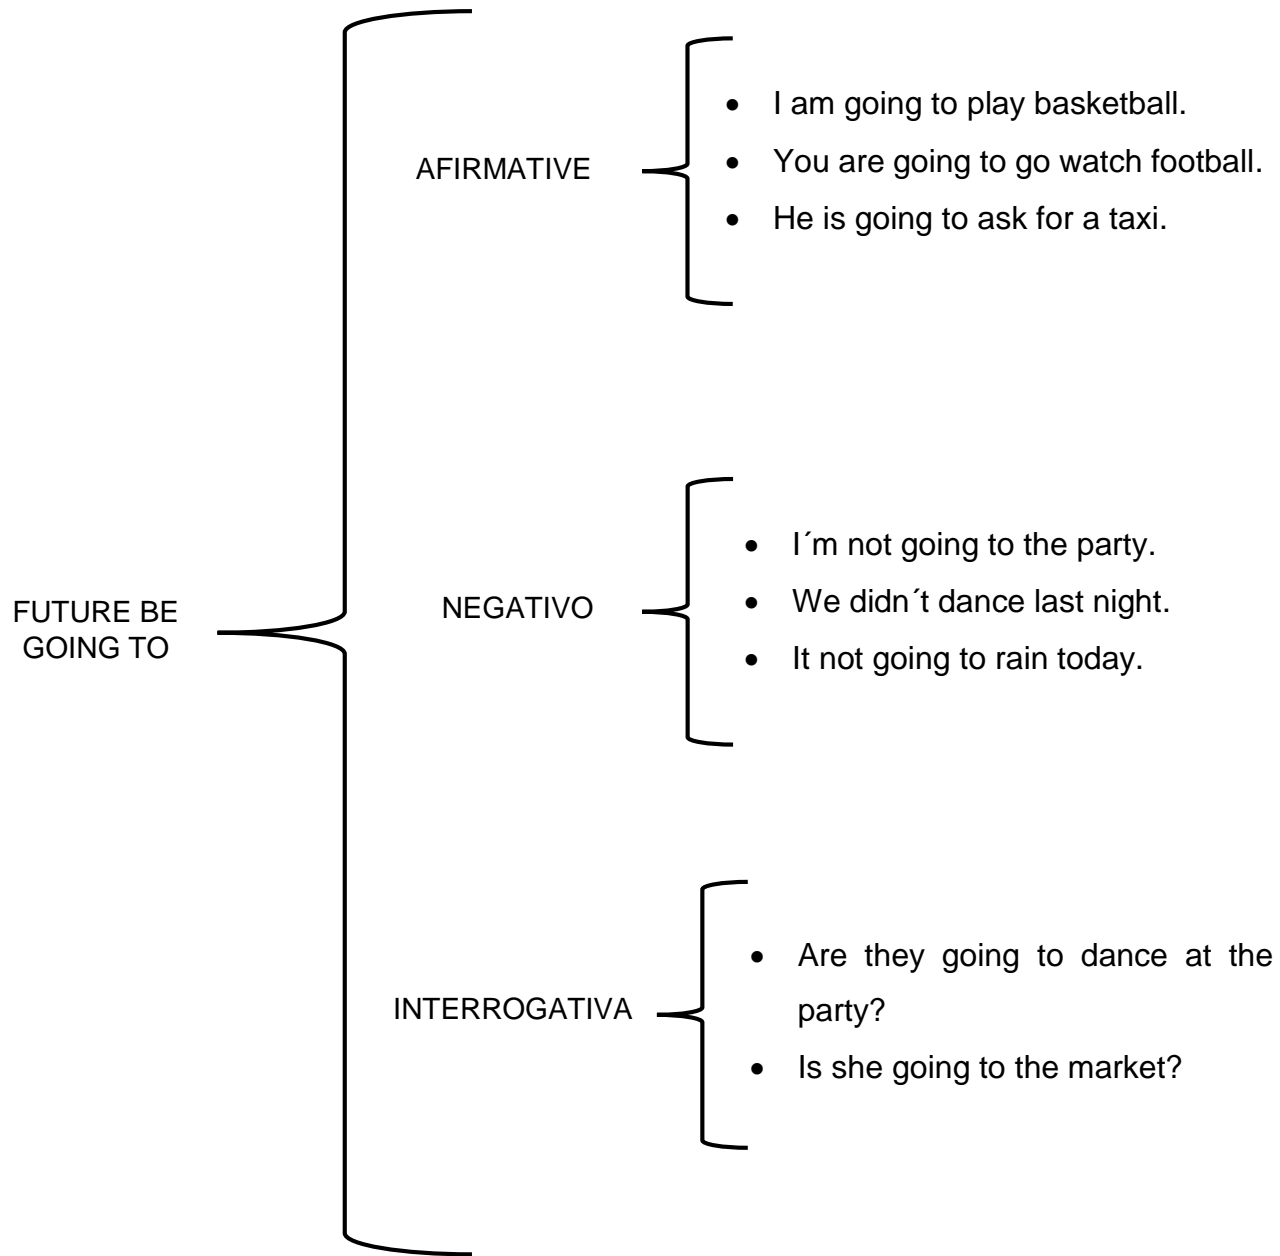 FUTURE BE
GOING TO
AFIRMATIVE
• I am going to play basketball.
• You are going to go watch football.
• He is going to ask for a taxi.
NEGATIVO
• I´m not going to the party.
• We didn´t dance last night.
• It not going to rain today.
INTERROGATIVA
• Are they going to dance at the
party?
• Is she going to the market?